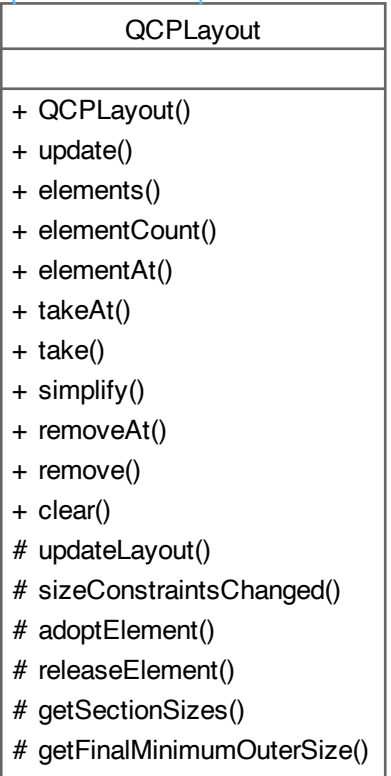 QCPLayout
+ QCPLayout()
+ update()
+ elements()
+ elementCount()
+ elementAt()
+ takeAt()
+ take()
+ simplify()
+ removeAt()
+ remove()
+ clear()
# updateLayout()
# sizeConstraintsChanged()
# adoptElement()
# releaseElement()
# getSectionSizes()
# getFinalMinimumOuterSize()